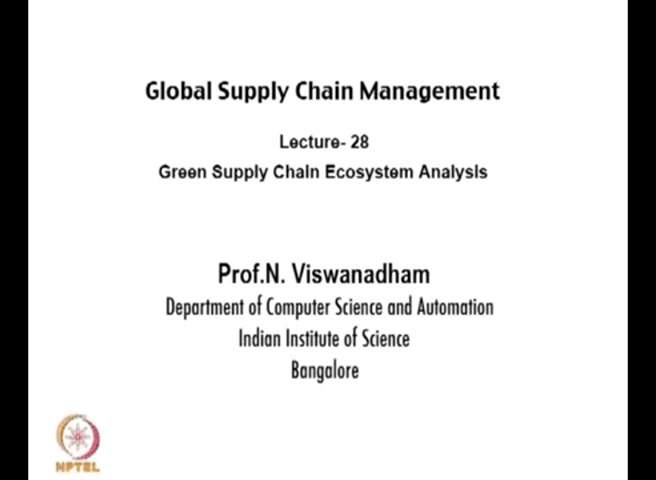 Global Supply Chain Management
Lecture- 28
Green Supply Chain Ecosystem Analysis
Prof.N. Viswanadham
Department of Computer Science and Automation
Indian Institute of Science
Bangalore
NPTEL